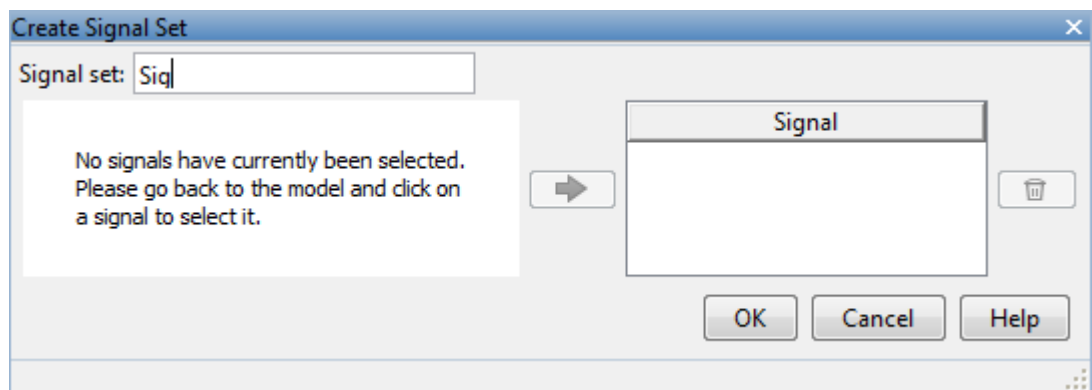 Create Signal Set
Signal set: Sig
Signal
No signals have currently been selected.
Please go back to the model and click on
a signal to select it.
OK Cancel Help